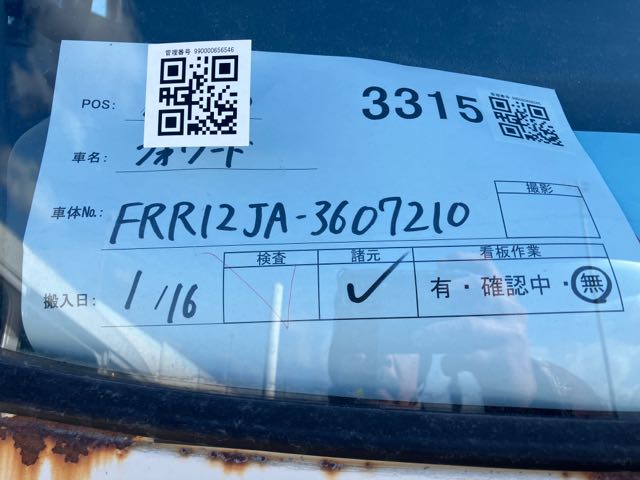 管理番号 990000656546
POS:
3315
車名: フォワード
車体No.: FRR12JA-3607210
撮影
検査 諸元 看板作業
搬入日: 1/16 ✓ 有・確認中・無